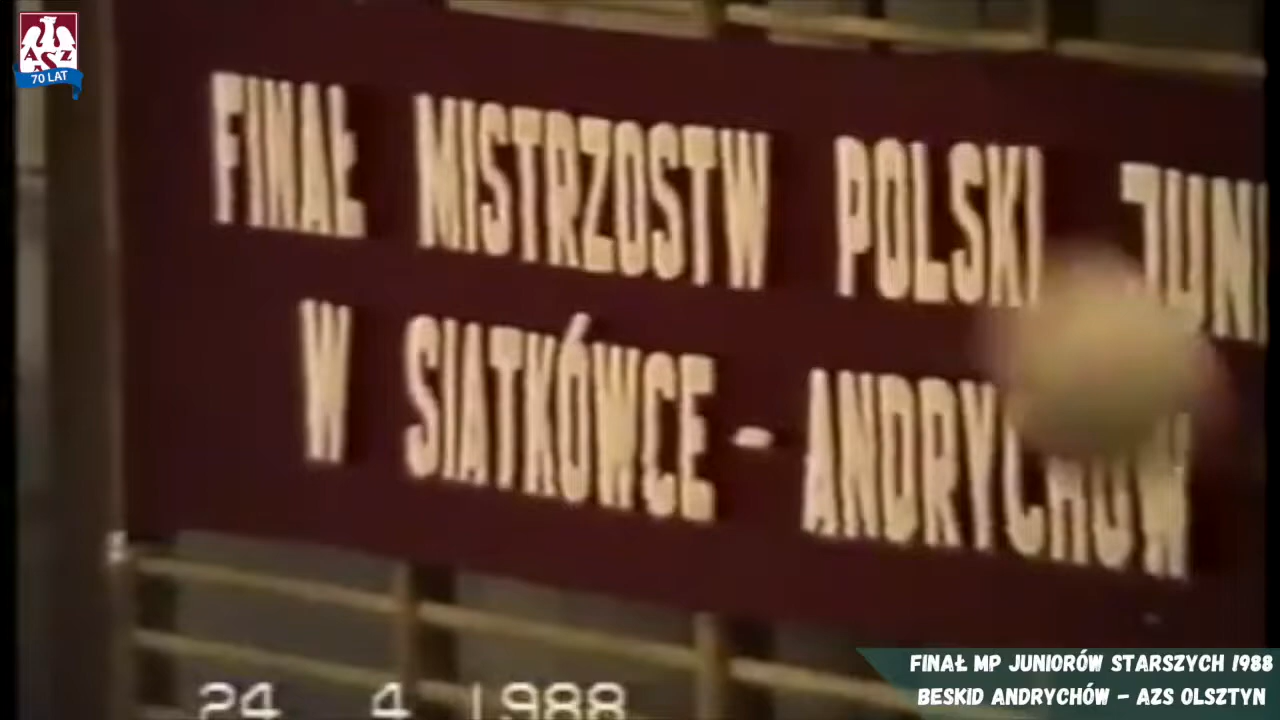 AZS
70 LAT
FINAŁ MISTRZOSTW POLSKI JUNI
W SIATKÓWCE - ANDRYCHÓW
24 4 1988
FINAŁ MP JUNIORÓW STARSZYCH 1988
BESKID ANDRYCHÓW - AZS OLSZTYN